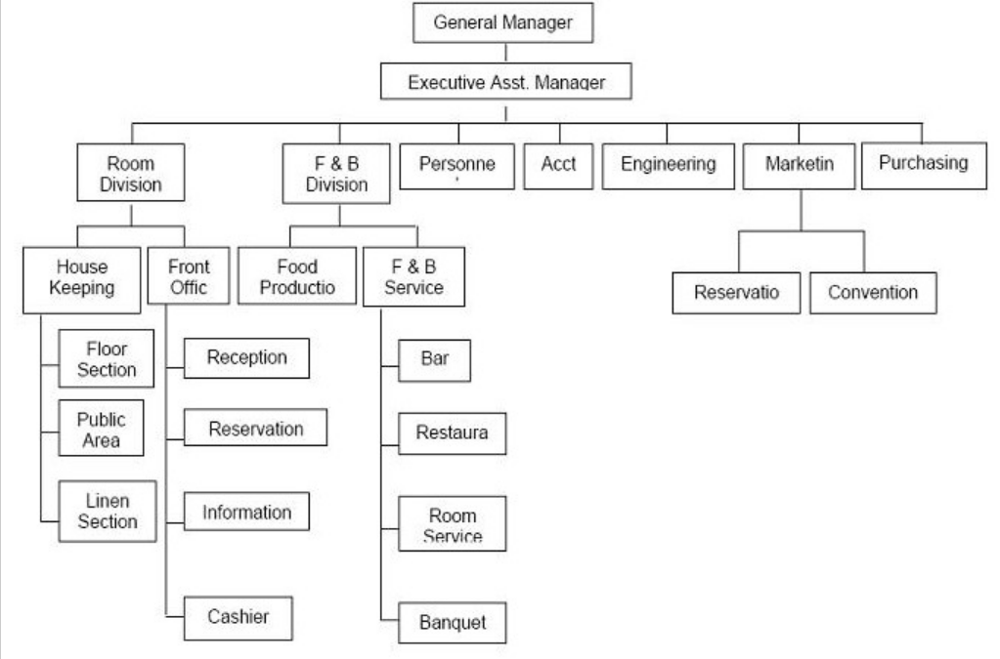 General Manager
Executive Asst. Manager
Room
Division
F & B
Division
Personne
Acct
Engineering
Marketin
Purchasing
House
Keeping
Front
Offic
Food
Productio
F & B
Service
Reservatio
Convention
Floor
Section
Public
Area
Linen
Section
Reception
Reservation
Information
Cashier
Bar
Restaura
Room
Service
Banquet